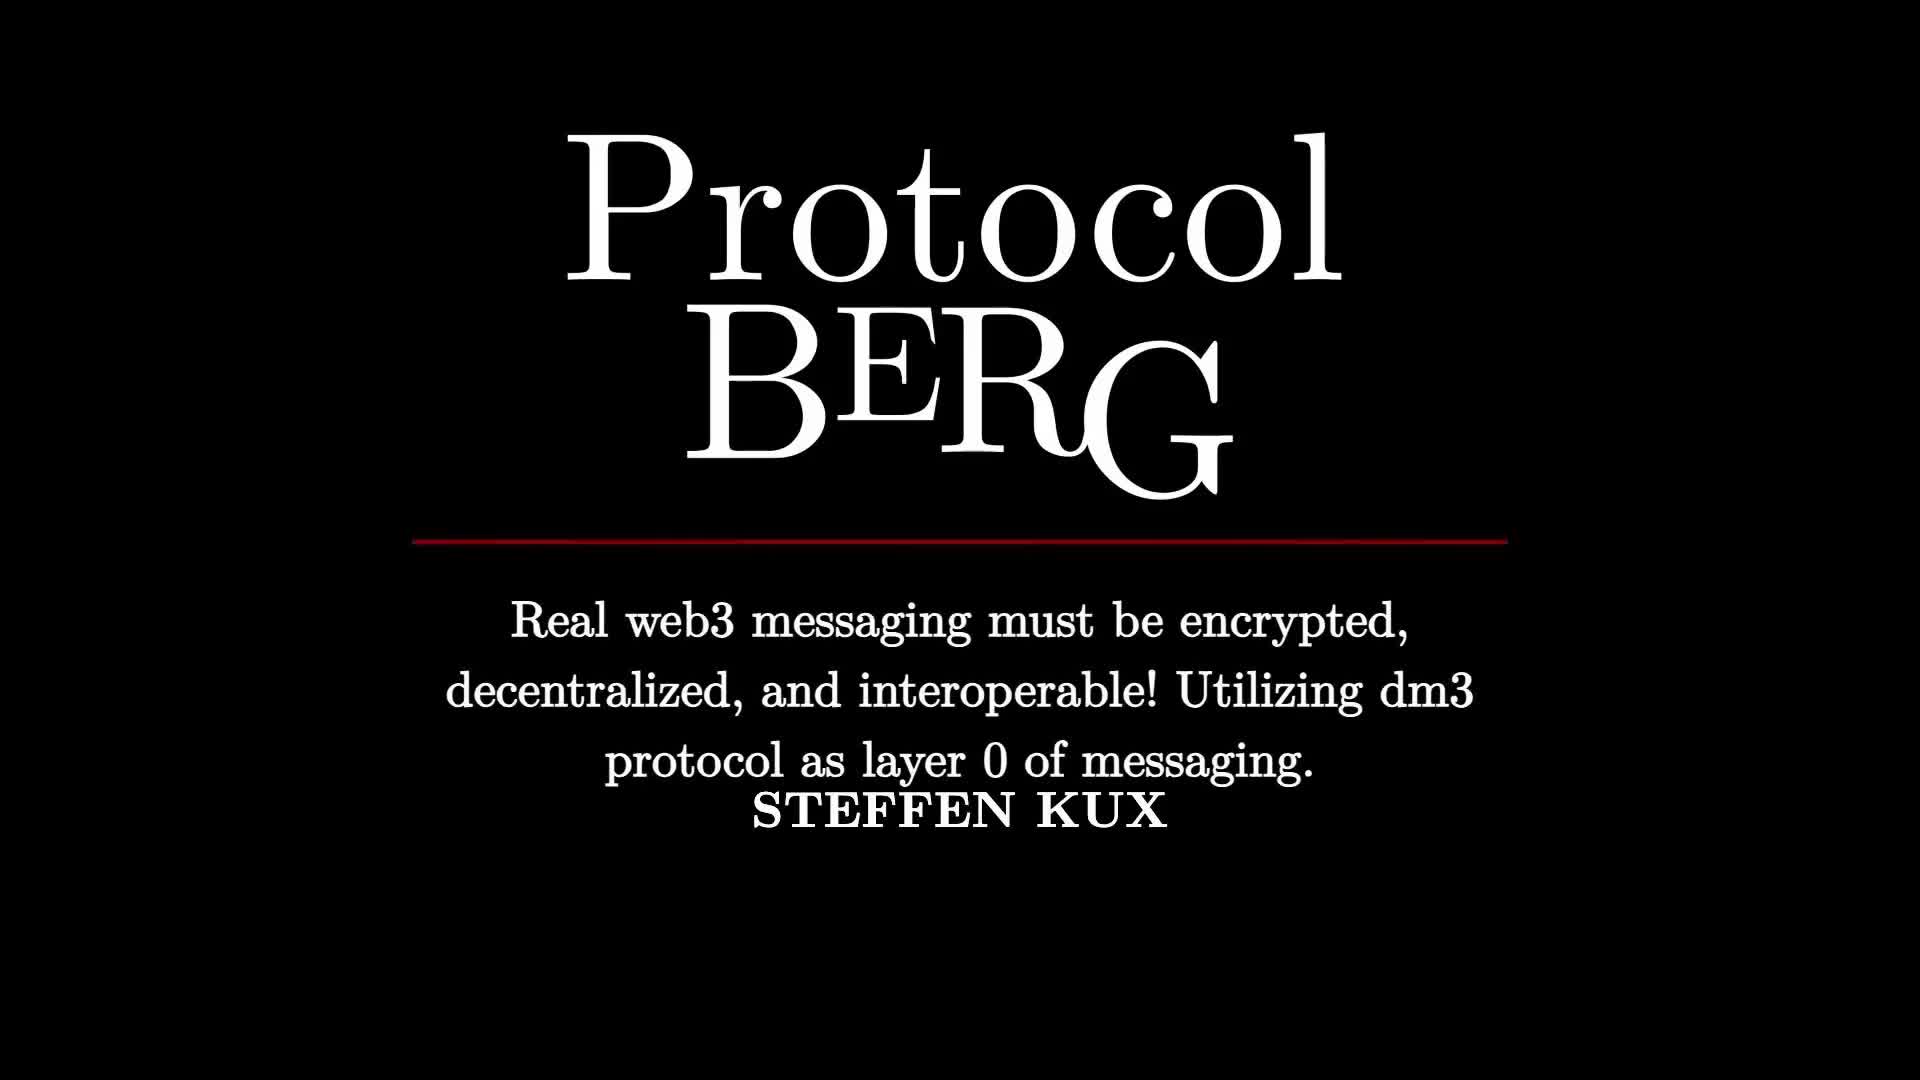 Protocol
BERG
Real web3 messaging must be encrypted,
decentralized, and interoperable! Utilizing dm3
protocol as layer 0 of messaging.
STEFFEN KUX